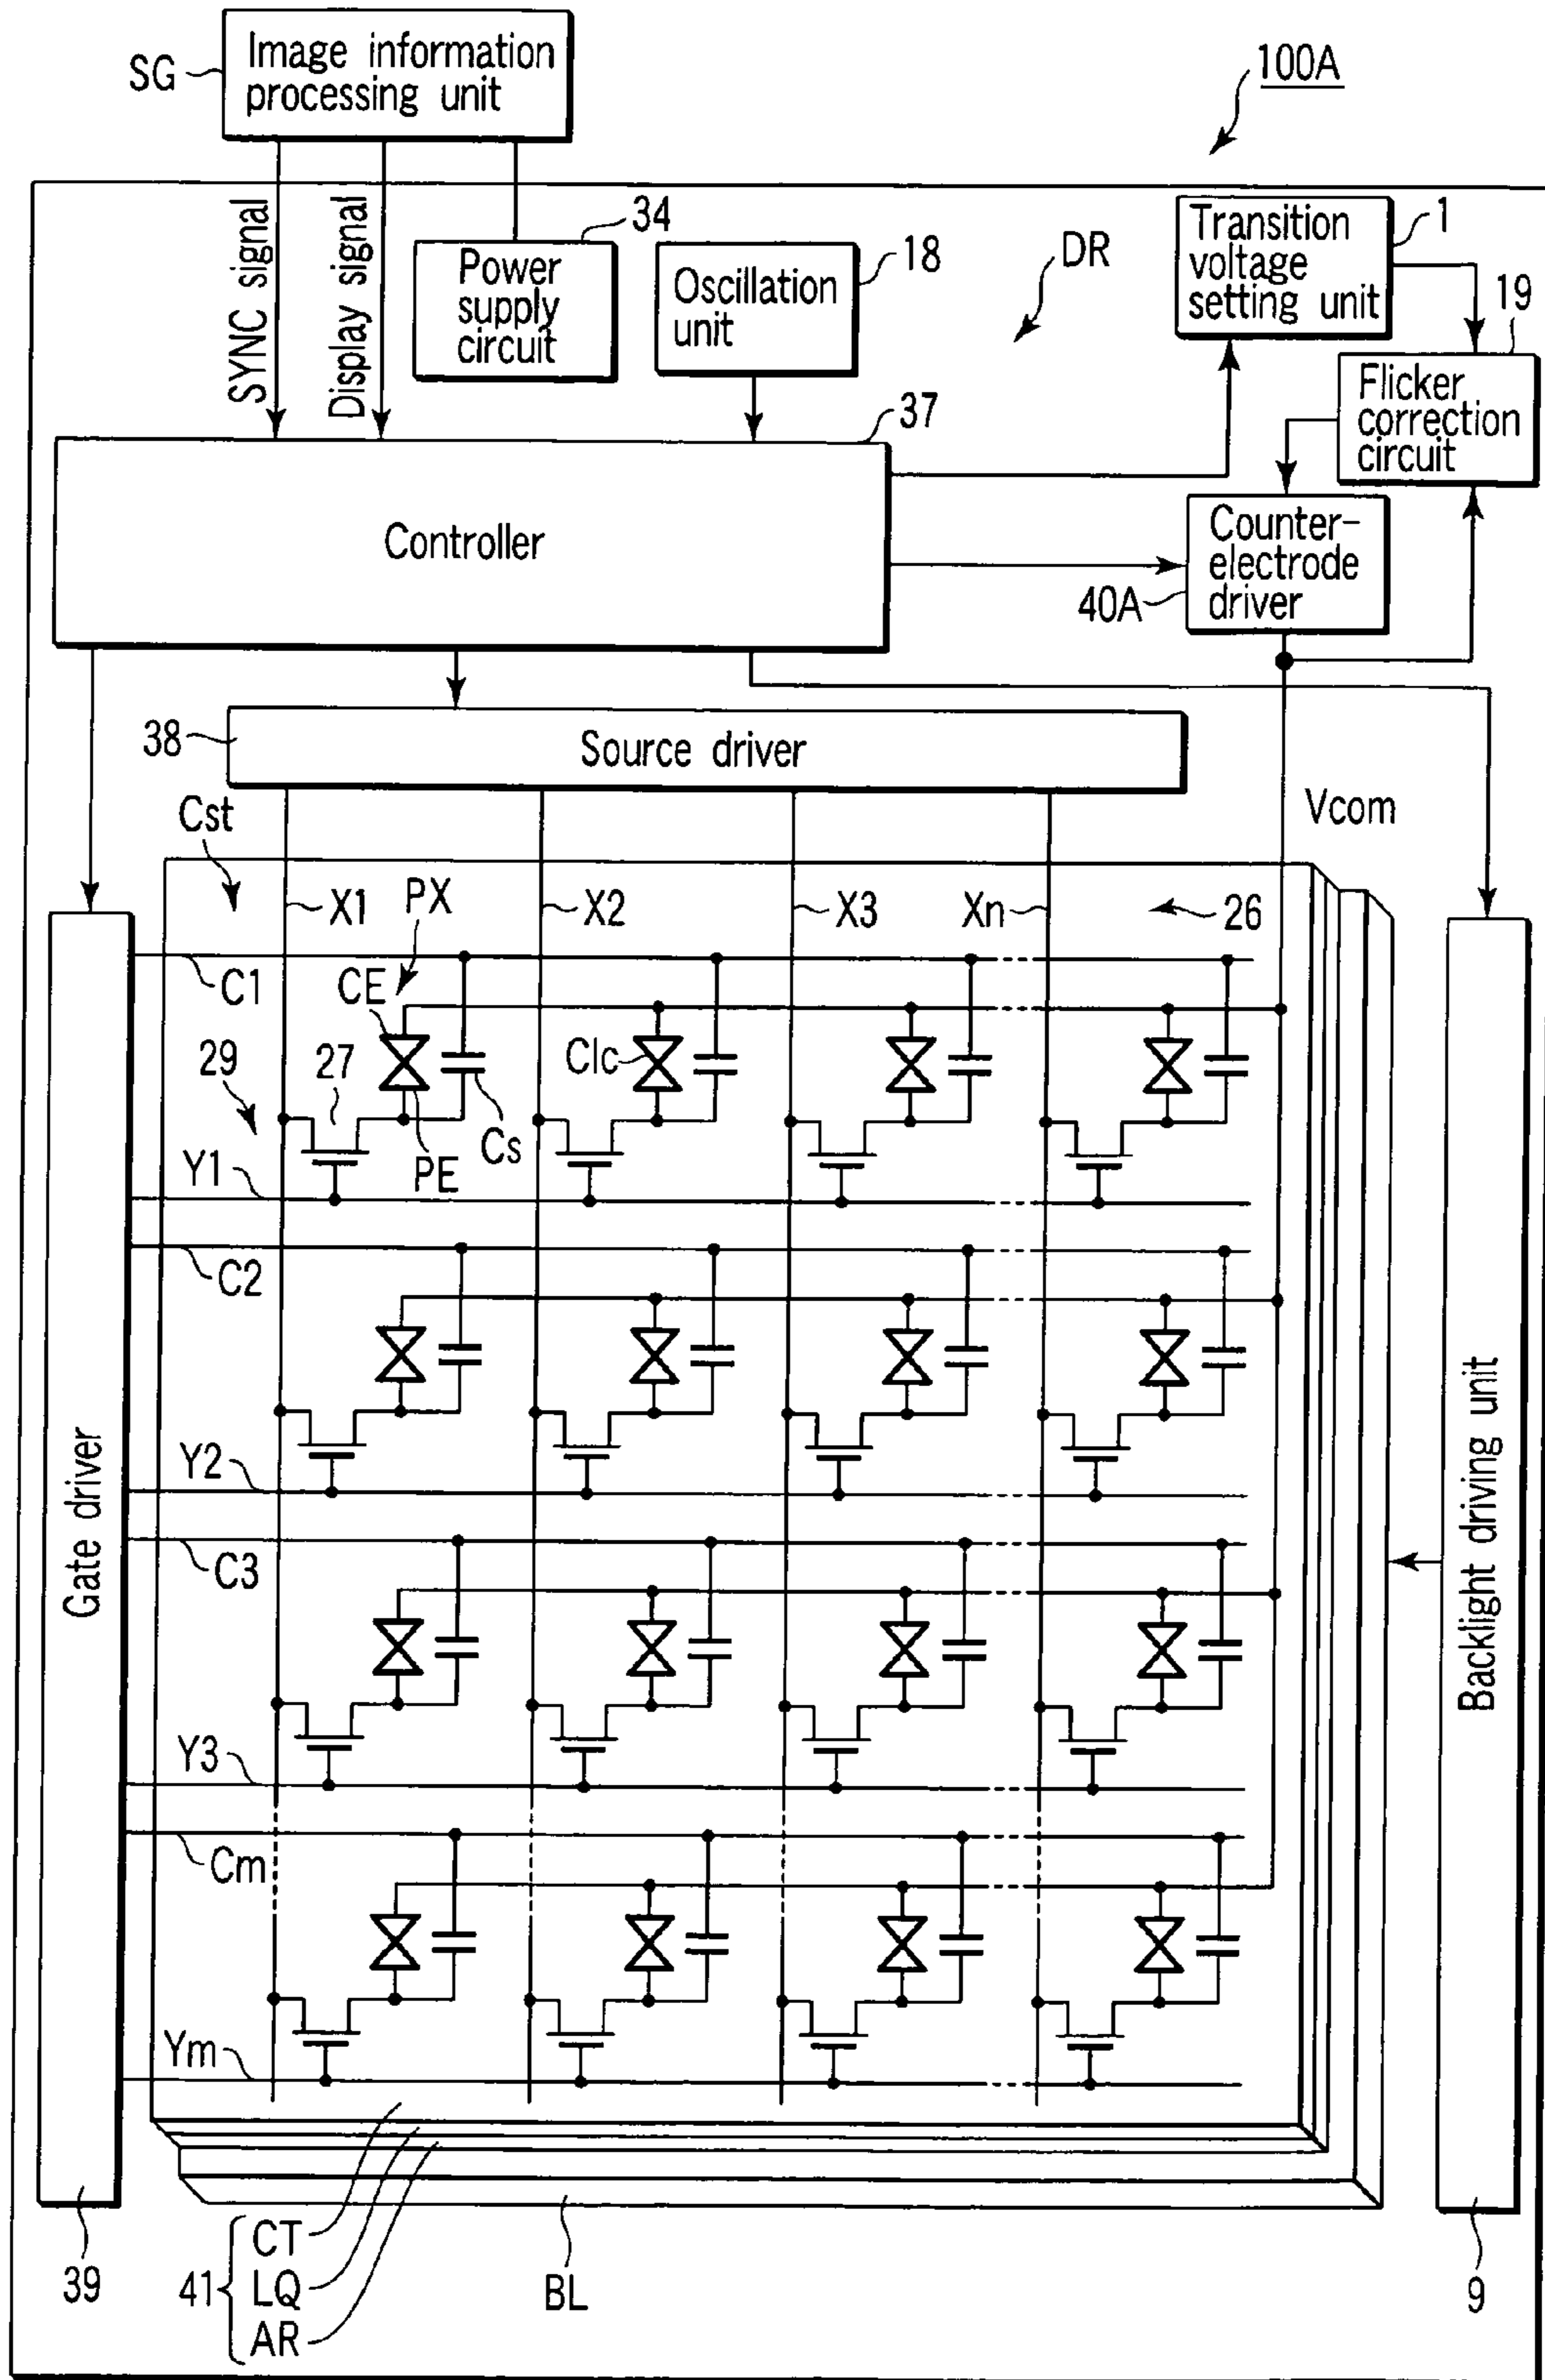 Image information
processing unit
SG
100A
SYNC signal
Display signal
34
Power
supply
circuit
18
Oscillation
unit
DR
Transition
voltage
setting unit
1
19
Flicker
correction
circuit
37
Controller
Counter-
electrode
driver
40A
38
Source driver
Vcom
Cst
X1
PX
X2
X3
Xn
26
C1
CE
29
27
Clc
Cs
PE
Y1
C2
Y2
C3
Y3
Cm
Ym
Gate driver
Backlight driving unit
39
41
CT
LQ
AR
BL
9